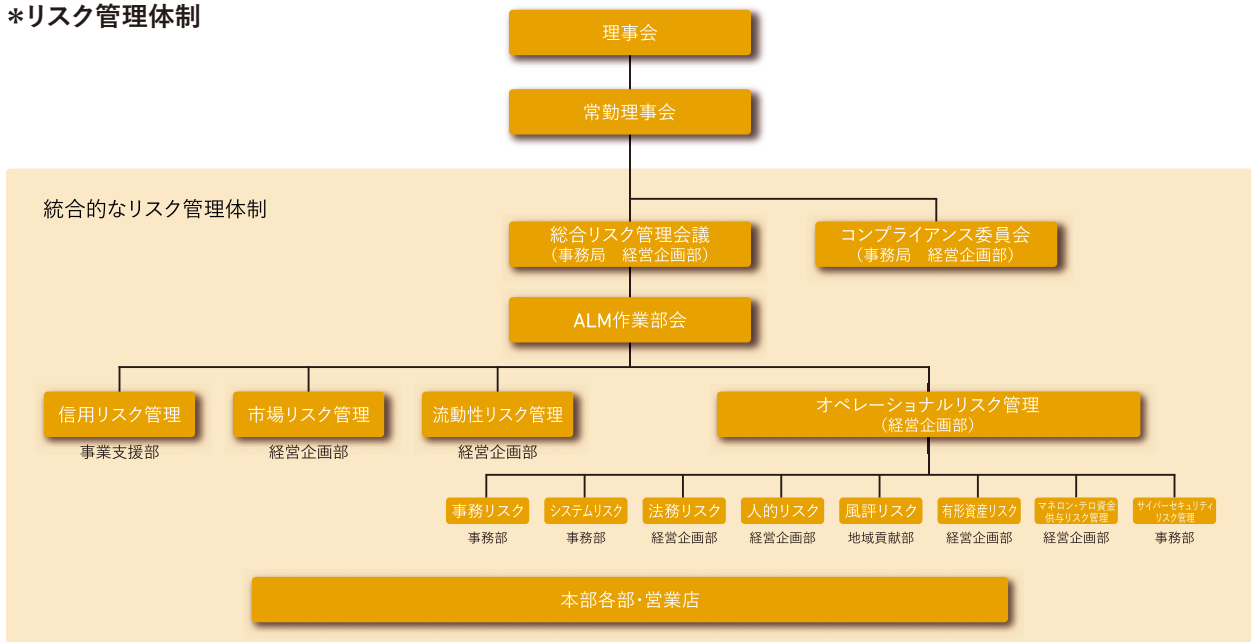 *リスク管理体制
理事会
常勤理事会
統合的なリスク管理体制
総合リスク管理会議
（事務局　経営企画部）
コンプライアンス委員会
（事務局　経営企画部）
ALM作業部会
信用リスク管理
事業支援部
市場リスク管理
経営企画部
流動性リスク管理
経営企画部
オペレーショナルリスク管理
（経営企画部）
事務リスク
事務部
システムリスク
事務部
法務リスク
経営企画部
人的リスク
経営企画部
風評リスク
地域貢献部
有形資産リスク
経営企画部
マネロン・テロ資金
供与リスク管理
経営企画部
サイバーセキュリティ
リスク管理
事務部
本部各部・営業店